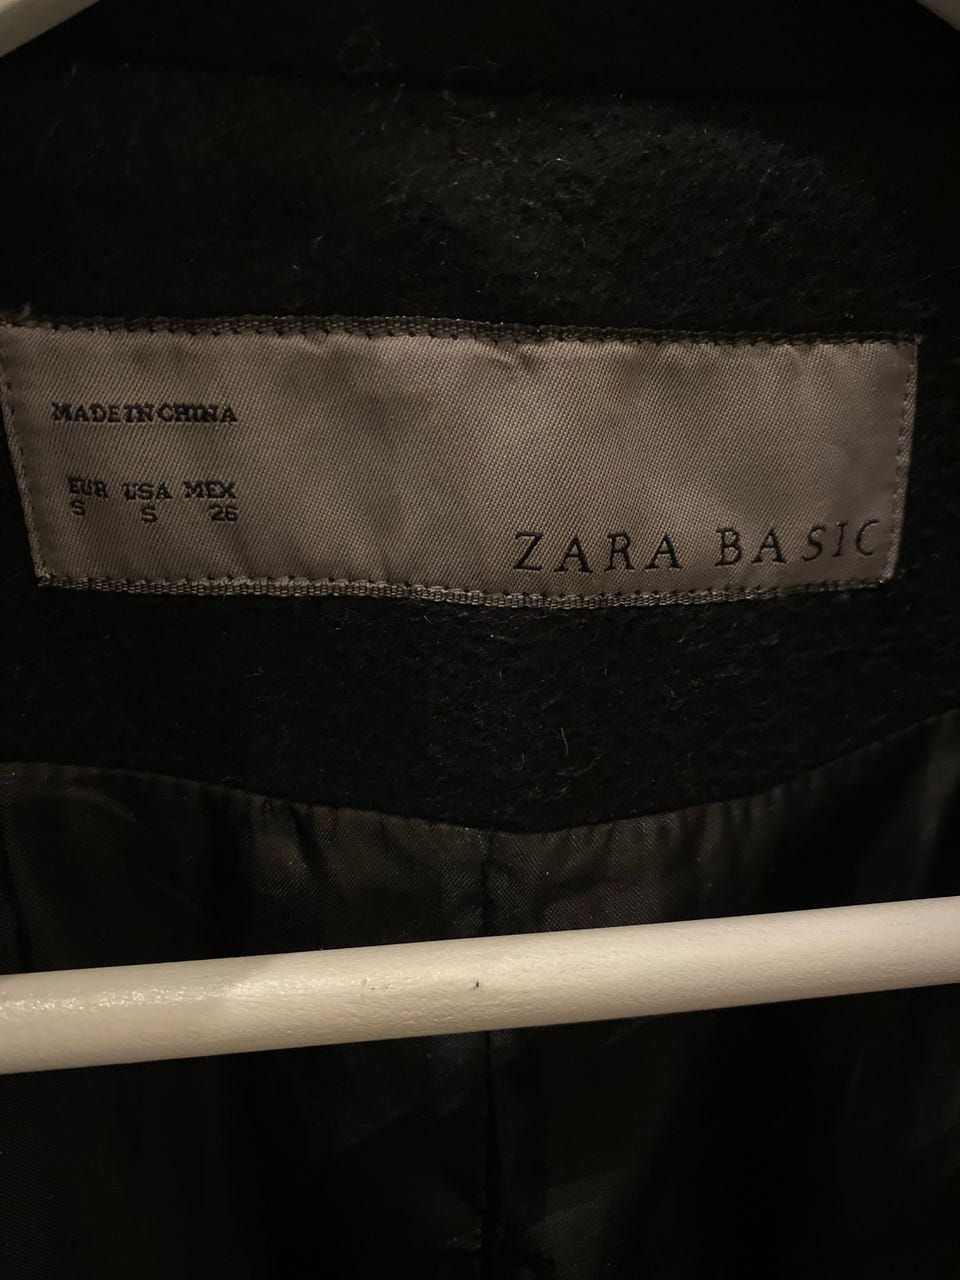 MADE IN CHINA
EUR USA MEX
S S 26
ZARA BASIC